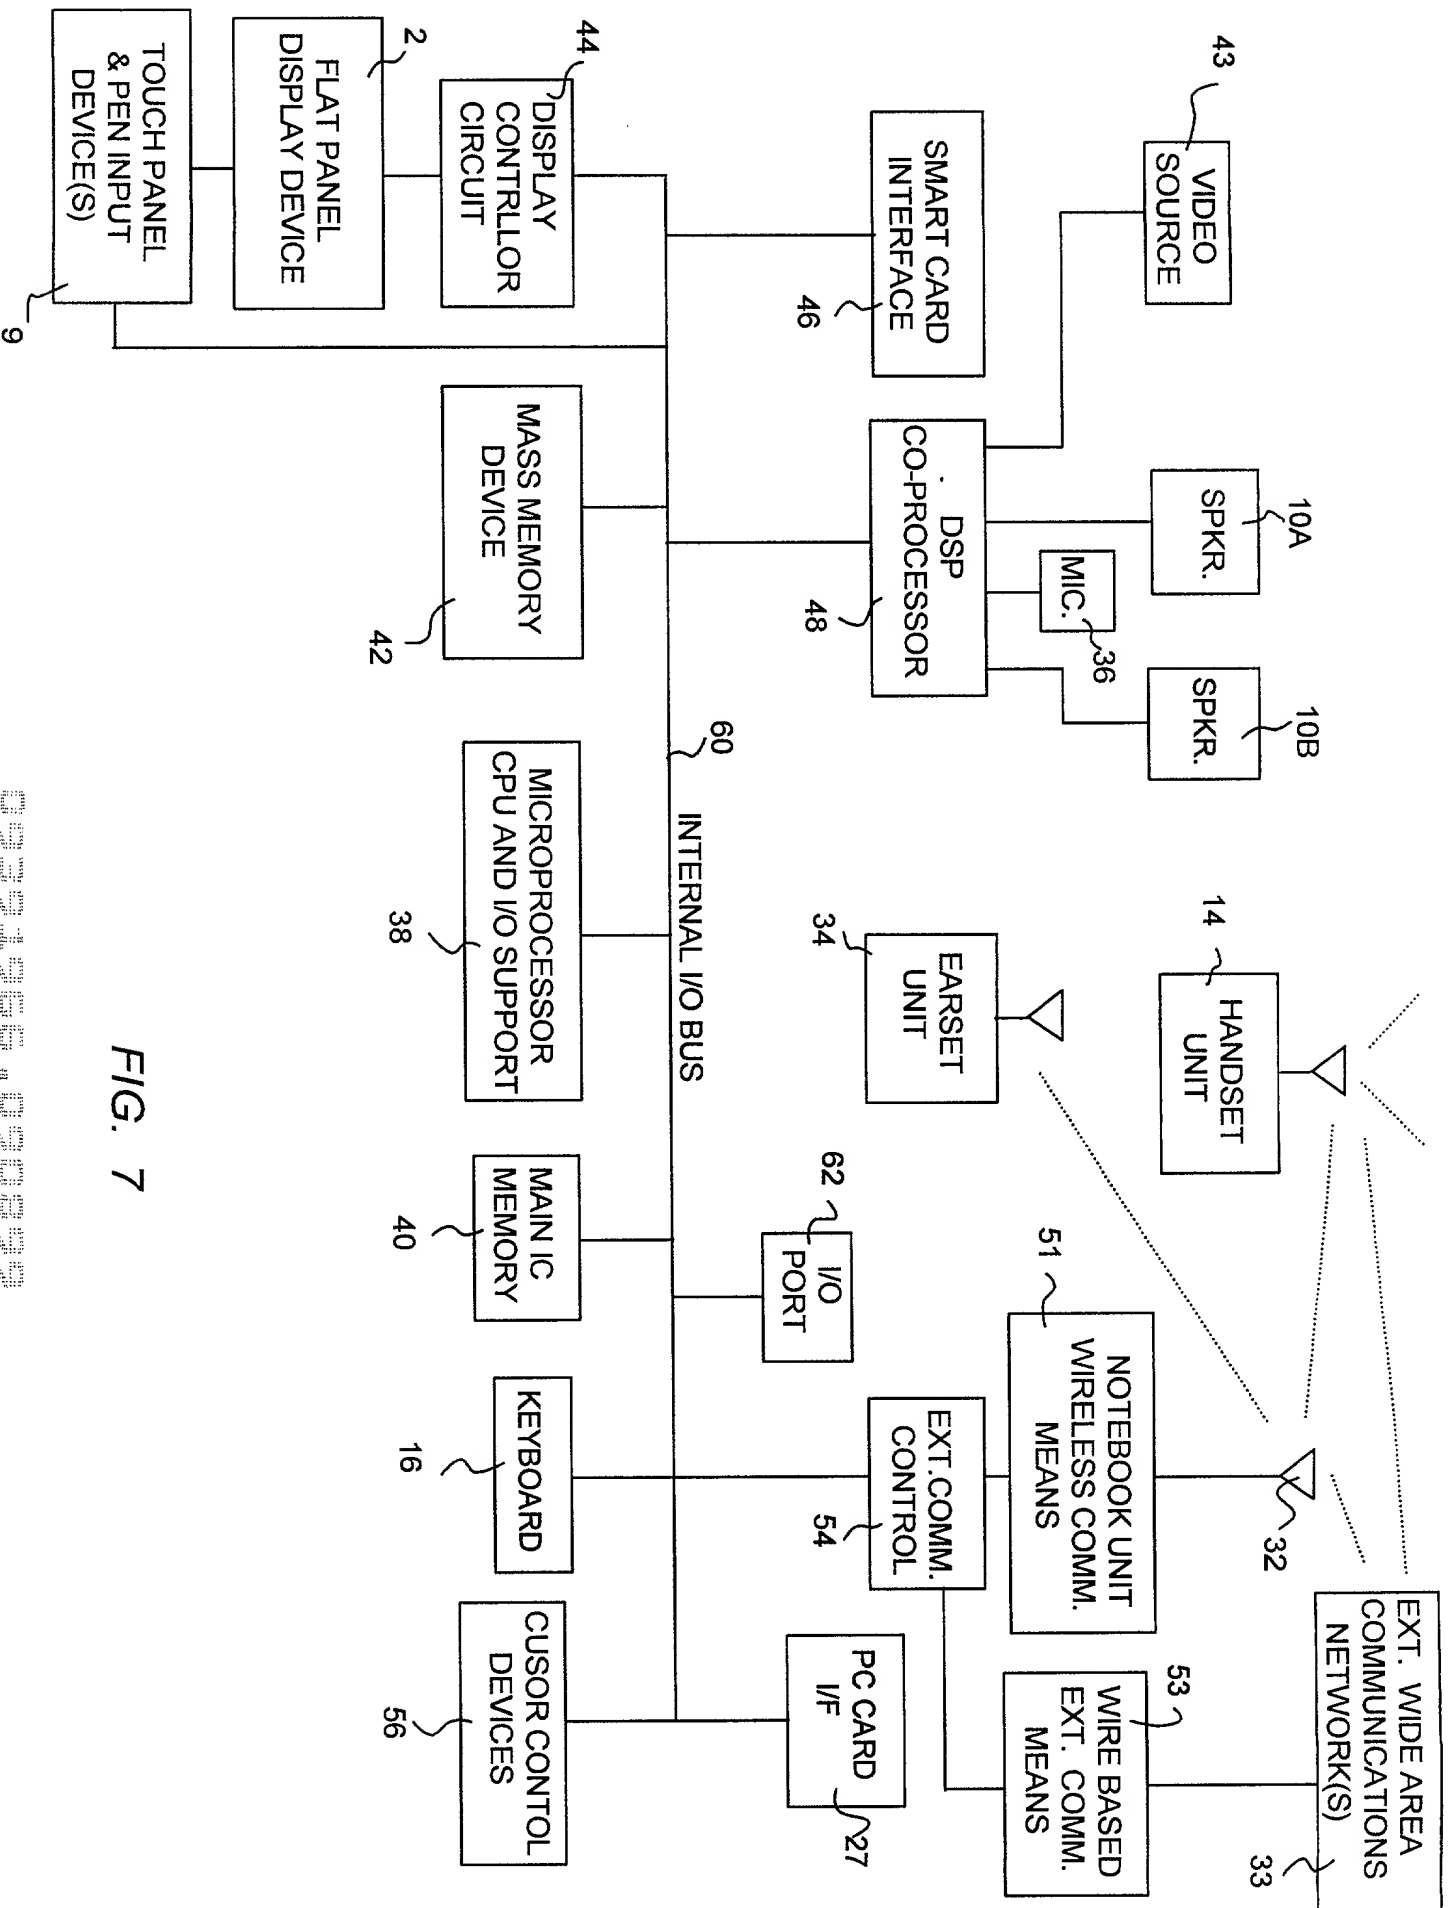 43
VIDEO
SOURCE
10A
SPKR.
10B
SPKR.
MIC.
36
SMART CARD
INTERFACE
46
DSP
CO-PROCESSOR
48
14
HANDSET
UNIT
34
EARSET
UNIT
EXT. WIDE AREA
COMMUNICATIONS
NETWORK(S)
33
32
51
NOTEBOOK UNIT
WIRELESS COMM.
MEANS
53
WIRE BASED
EXT. COMM.
MEANS
EXT.COMM.
CONTROL
54
62
I/O
PORT
PC CARD
I/F
27
60
INTERNAL I/O BUS
44
DISPLAY
CONTRLLOR
CIRCUIT
2
FLAT PANEL
DISPLAY DEVICE
TOUCH PANEL
& PEN INPUT
DEVICE(S)
9
MASS MEMORY
DEVICE
42
MICROPROCESSOR
CPU AND I/O SUPPORT
38
MAIN IC
MEMORY
40
KEYBOARD
16
CUSOR CONTOL
DEVICES
56
FIG. 7